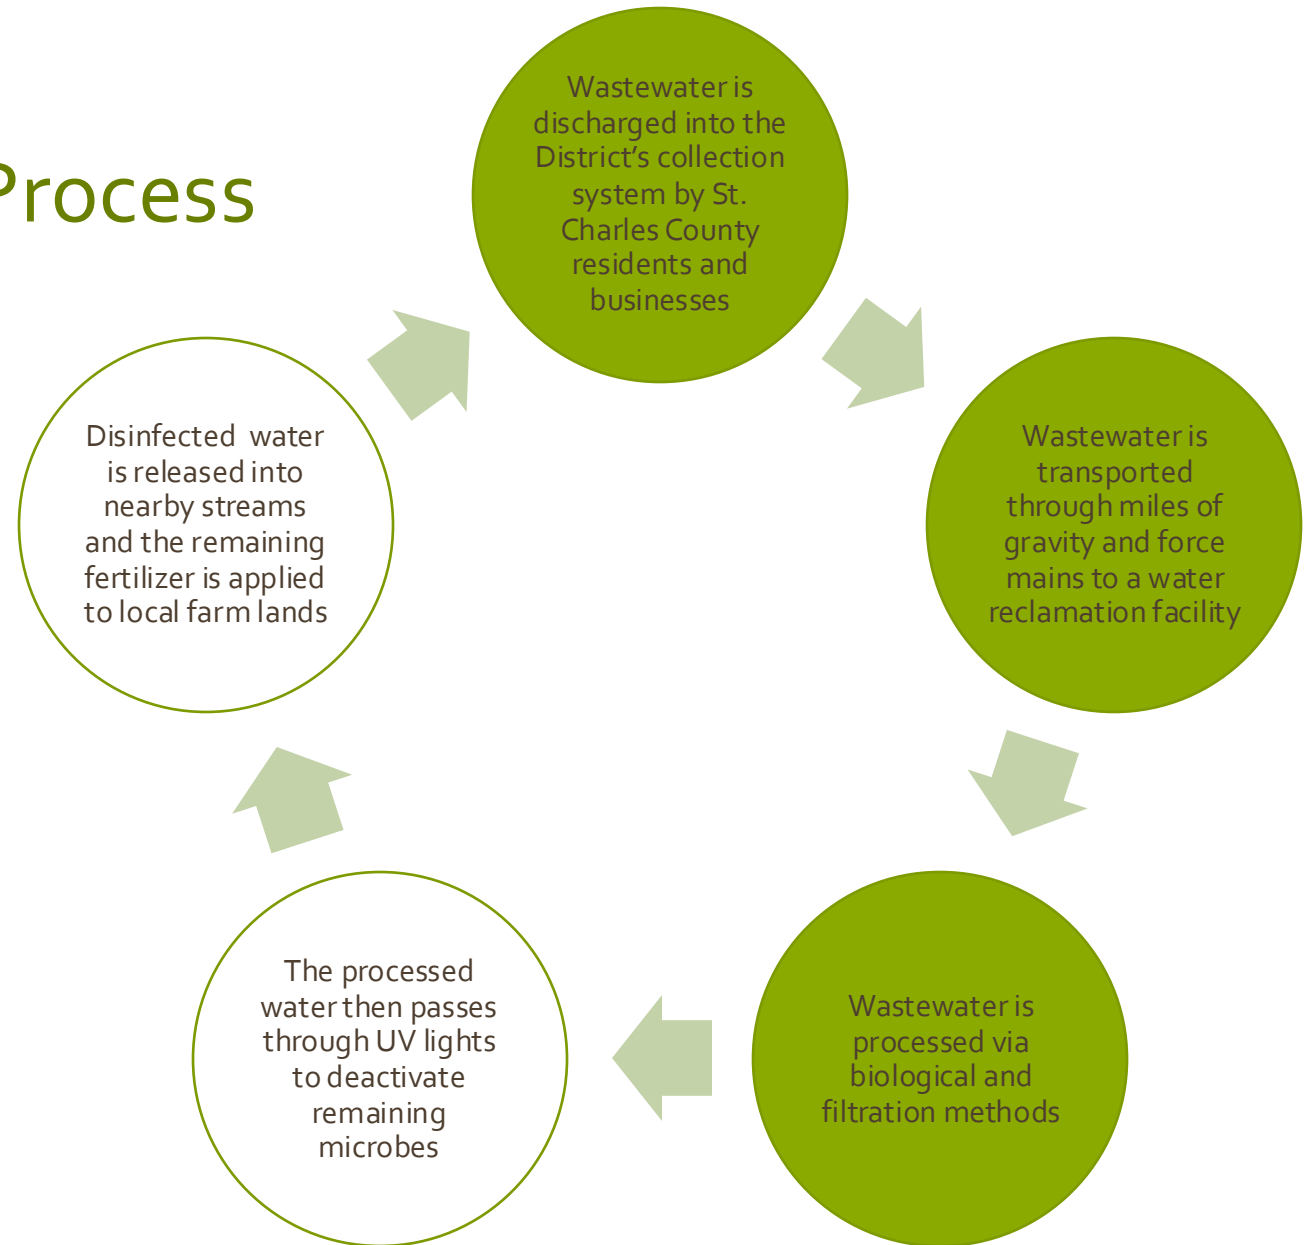 Process
Wastewater is
discharged into the
District's collection
system by St.
Charles County
residents and
businesses
Wastewater is
transported
through miles of
gravity and force
mains to a water
reclamation facility
Wastewater is
processed via
biological and
filtration methods
The processed
water then passes
through UV lights
to deactivate
remaining
microbes
Disinfected water
is released into
nearby streams
and the remaining
fertilizer is applied
to local farm lands